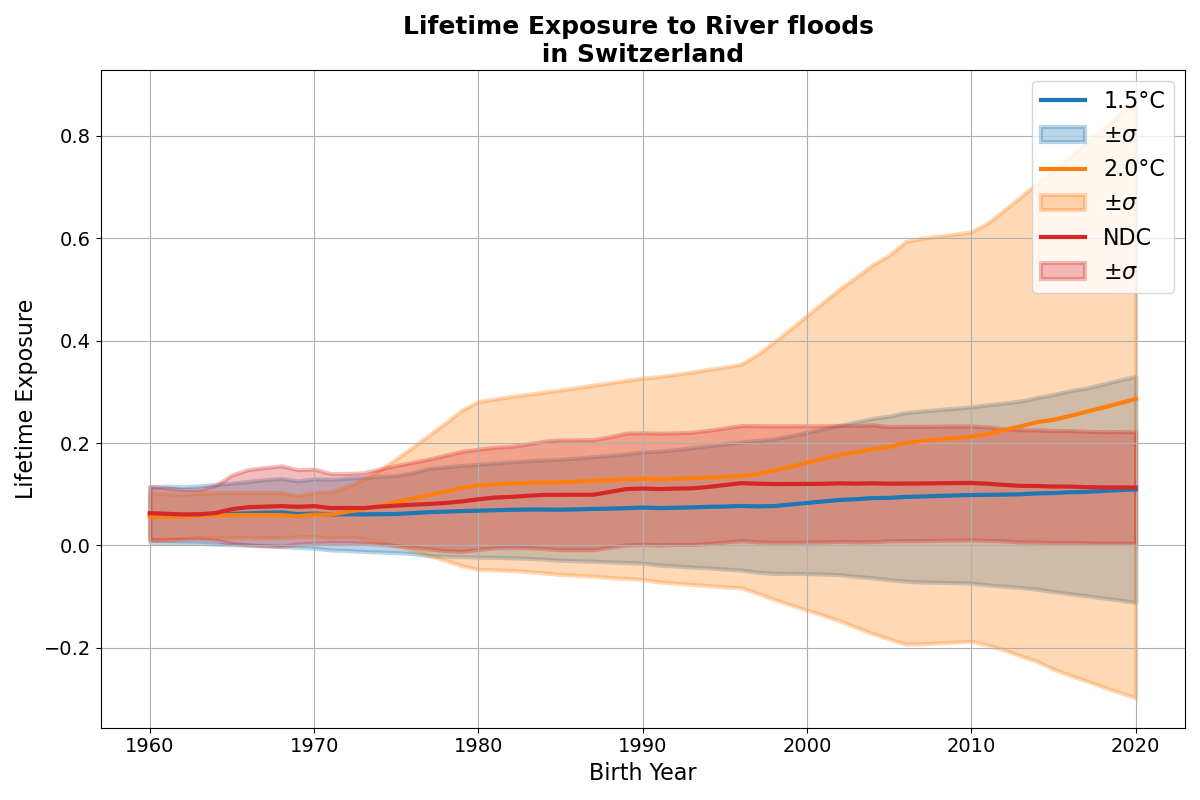 Lifetime Exposure to River floods
in Switzerland
1.5°C
±σ
2.0°C
±σ
NDC
±σ
Lifetime Exposure
0.8
0.6
0.4
0.2
0.0
−0.2
1960 1970 1980 1990 2000 2010 2020
Birth Year